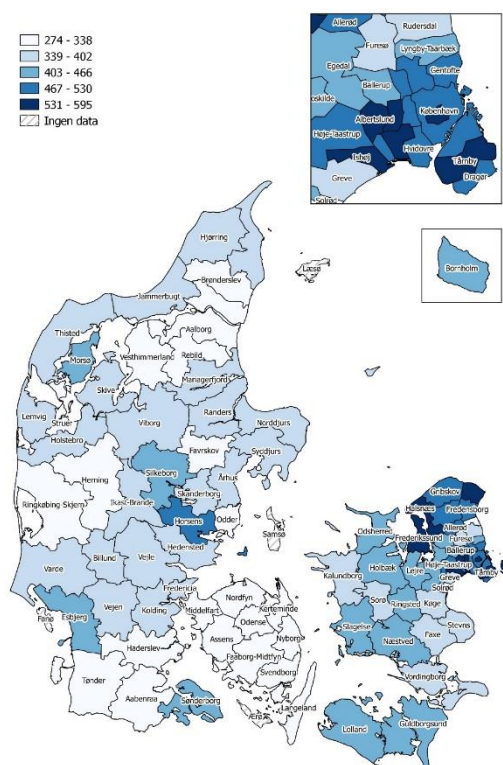 274 - 338
339 - 402
403 - 466
467 - 530
531 - 595
Ingen data
Allerød
Rudersdal
Furesø
Lyngby-Taarbæk
Egedal
Gentofte
Ballerup
oskilde
Albertslund
København
Høje-Taastrup
Hvidovre
Ishøj
Tårnby
Greve
Dragør
Solrød
Bornholm
Hjørring
Læsø
Brønderslev
Jammerbugt
Thisted
Aalborg
Vesthimmerland
Rebild
Morsø
Mariagerfjords
Skive
Lemvig
Struer
Randers
Norddjurs
Viborg
Holstebro
Favrskov
Syddjurs
Silkeborg
Herning
Århus
Skanderborg
Ikast-Brande
Ringkøbing Skjern
Horsens
Odder
Samsø
Hedensted
Billund
Vejle
Varde
Fredericia
Vejen
Kolding
Middelfart
Esbjerg
Fanø
Nordfyn
Kerteminde
Odense
Assens
Nyborg
Haderslev
Faaborg-Midtfyn
Svendborg
Tønder
Aabenraa
Sønderborg
Ærø
Langeland
Gribskov
Halsnæs
Fredensborg
Allerød
Frederikssund
Furesø
Odsherred
Ballerup
Høje-Taastrup
Holbæk
Lejre
Tårnby
Greve
Solrød
Kalundborg
Sorø
Ringsted
Køge
Stevns
Slagelse
Næstved
Faxe
Vordingborg
Guldborgsund
Lolland